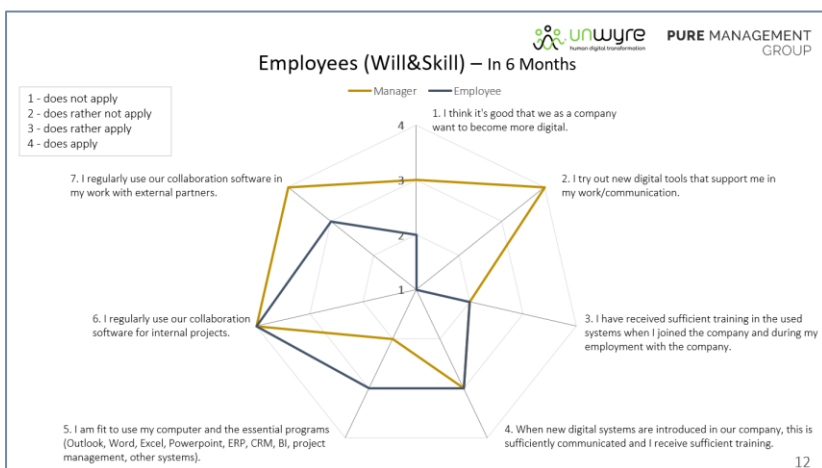 unwyre
human digital transformation
PURE MANAGEMENT
GROUP
Employees (Will&Skill) – In 6 Months
Manager
Employee
1 - does not apply
2 - does rather not apply
3 - does rather apply
4 - does apply
4
3
2
1
1. I think it's good that we as a company
want to become more digital.
2. I try out new digital tools that support me in
my work/communication.
3. I have received sufficient training in the used
systems when I joined the company and during my
employment with the company.
4. When new digital systems are introduced in our company, this is
sufficiently communicated and I receive sufficient training.
5. I am fit to use my computer and the essential programs
(Outlook, Word, Excel, Powerpoint, ERP, CRM, BI, project
management, other systems).
6. I regularly use our collaboration
software for internal projects.
7. I regularly use our collaboration software in
my work with external partners.
12